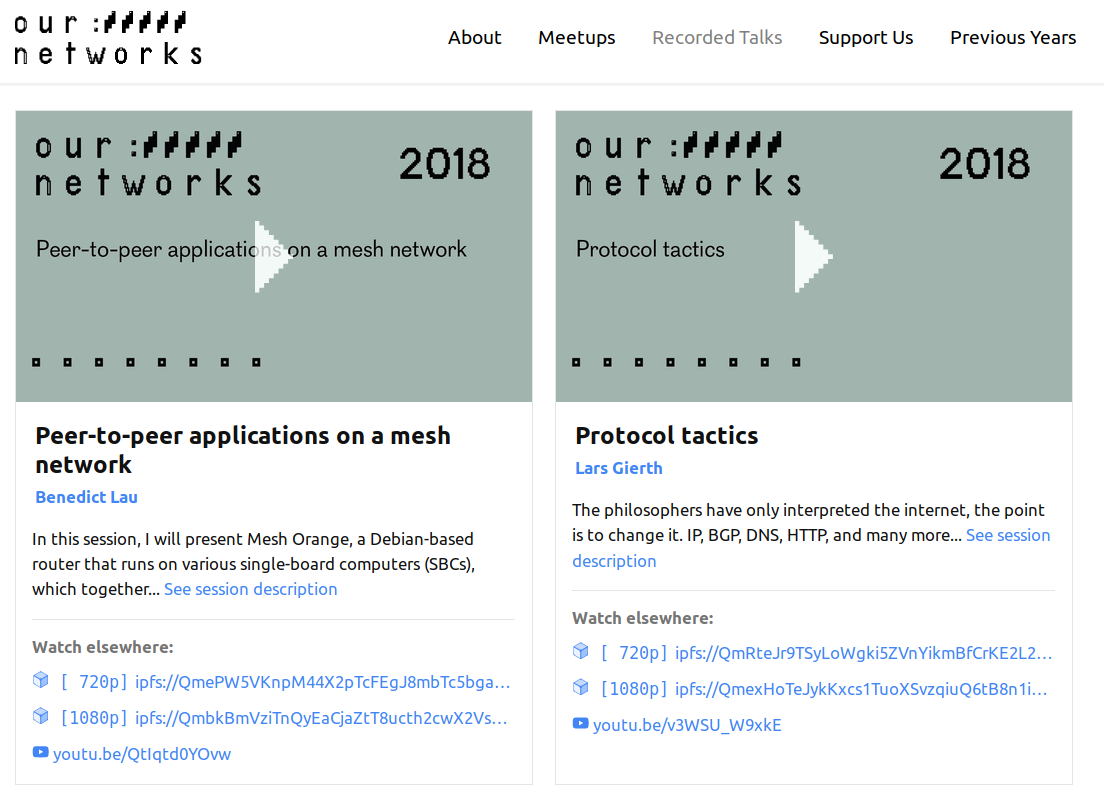 our :
networks
About Meetups Recorded Talks Support Us Previous Years
our :
networks
2018
Peer-to-peer applications on a mesh network
our :
networks
2018
Protocol tactics
Peer-to-peer applications on a mesh
network
Benedict Lau
In this session, I will present Mesh Orange, a Debian-based
router that runs on various single-board computers (SBCs),
which together... See session description
Watch elsewhere:
[ 720p] ipfs://QmePW5VKnpM44X2pTcFEgJ8mbTc5bga...
[1080p] ipfs://QmbkBmVziTnQyEaCjaZtT8ucth2cwX2Vs...
youtu.be/QtIqtd0YOvw
Protocol tactics
Lars Gierth
The philosophers have only interpreted the internet, the point
is to change it. IP, BGP, DNS, HTTP, and many more... See session
description
Watch elsewhere:
[ 720p] ipfs://QmRteJr9TSyLoWgki5ZVnYikmBfCrKE2L2...
[1080p] ipfs://QmexHoTeJykKxcs1TuoXSvzqiuQ6tB8n1i...
youtu.be/v3WSU_W9xkE